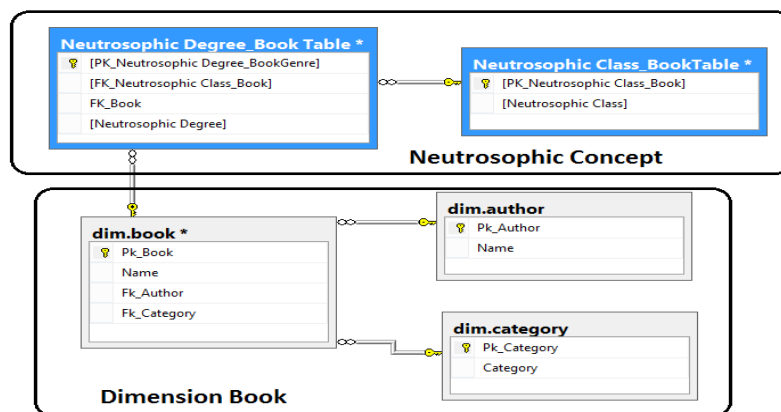 Neutrosophic Degree_Book Table *
[PK_Neutrosophic Degree_BookGenre]
[FK_Neutrosophic Class_Book]
FK_Book
[Neutrosophic Degree]
Neutrosophic Class_BookTable *
[PK_Neutrosophic Class_Book]
[Neutrosophic Class]
Neutrosophic Concept
dim.book *
Pk_Book
Name
Fk_Author
Fk_Category
dim.author
Pk_Author
Name
dim.category
Pk_Category
Category
Dimension Book